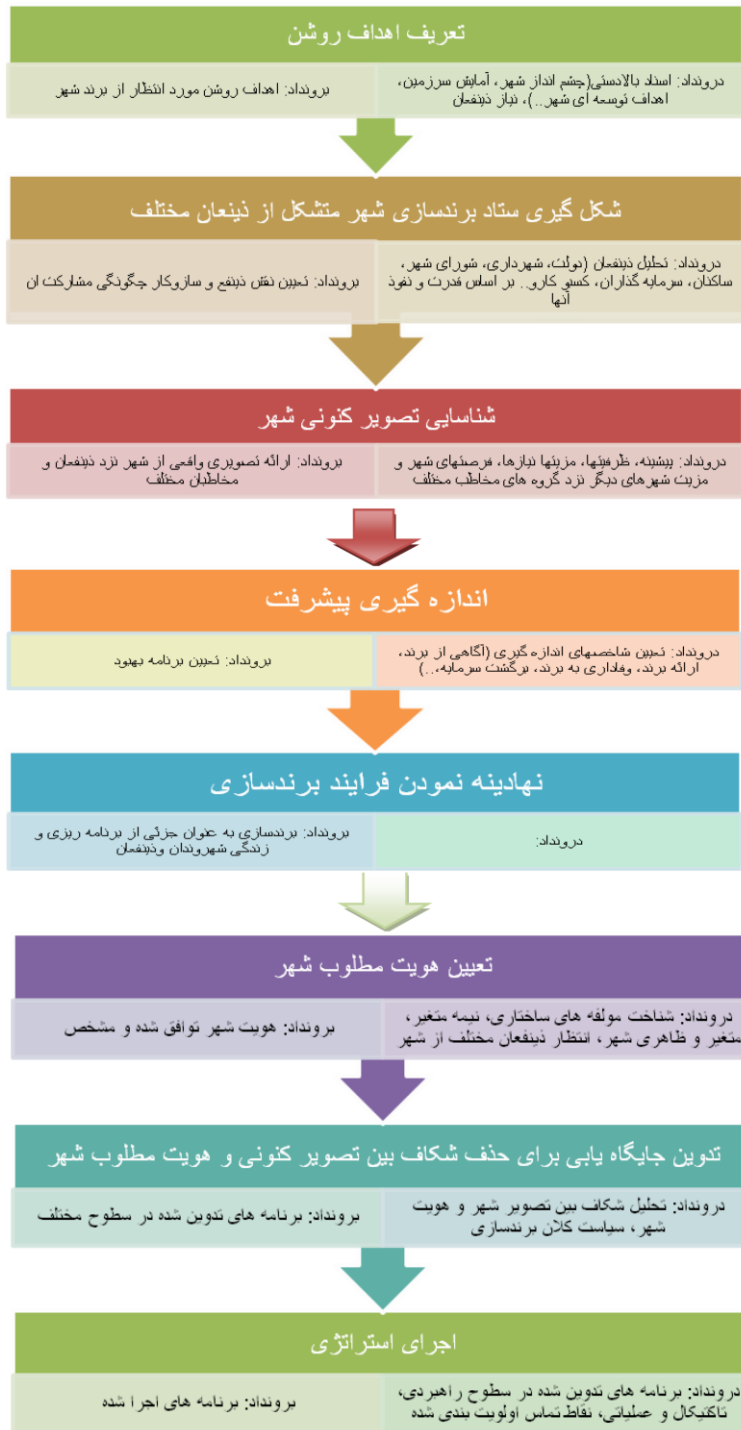 تعریف اهداف روشن
درونداد: اسناد بالادستی(چشم انداز شهر، آمایش سرزمین،
اهداف توسعه ای شهر..)، نیاز ذینفعان
برونداد: اهداف روشن مورد انتظار از برند شهر
شکل گیری ستاد برندسازی شهر متشکل از ذینعان مختلف
درونداد: تحلیل ذینفعان (دولت، شهرداری، شورای شهر،
ساکنان، سرمایه گذاران، کسبو کارو.. بر اساس قدرت و نفوذ
آنها
برونداد: تعیین نقش ذینفع و سازوکار چگونگی مشارکت ان
شناسایی تصویر کنونی شهر
درونداد: پیشینه، ظرفیتها، مزیتها نیازها، فرصتهای شهر و
مزیت شهرهای دیگر نزد گروه های مخاطب مختلف
برونداد: ارائه تصویری واقعی از شهر نزد ذینفعان و
مخاطبان مختلف
اندازه گیری پیشرفت
درونداد: تعیین شاخصهای اندازه گیری (آگاهی از برند،
ارائه برند، وفاداری به برند، برگشت سرمایه،..)
برونداد: تعیین برنامه بهبود
نهادینه نمودن فرایند برندسازی
درونداد:
برونداد: برندسازی به عنوان جزئی از برنامه ریزی و
زندگی شهروندان وذینفعان
تعیین هویت مطلوب شهر
درونداد: شناخت مولفه های ساختاری، نیمه متغیر،
متغیر و ظاهری شهر، انتظار ذینفعان مختلف از شهر
برونداد: هویت شهر توافق شده و مشخص
تدوین جایگاه یابی برای حذف شکاف بین تصویر کنونی و هویت مطلوب شهر
درونداد: تحلیل شکاف بین تصویر شهر و هویت
شهر، سیاست کلان برندسازی
برونداد: برنامه های تدوین شده در سطوح مختلف
اجرای استراتژی
درونداد: برنامه های تدوین شده در سطوح راهبردی،
تاکتیکال و عملیاتی، نقاط تماس اولویت بندی شده
برونداد: برنامه های اجرا شده